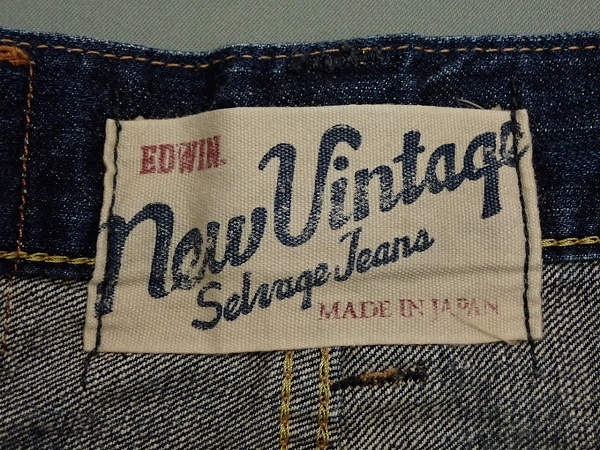 EDWIN.
New Vintage
Selvage Jeans
MADE IN JAPAN